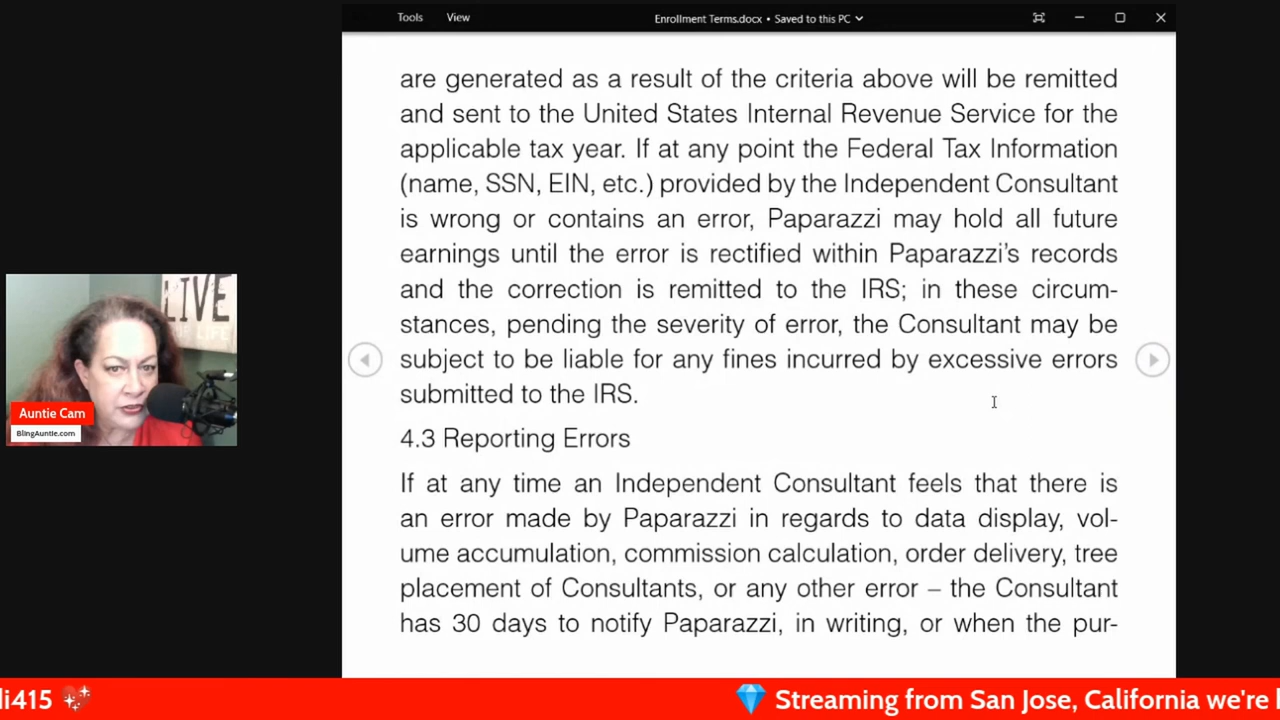 Tools View Enrollment Terms.docx • Saved to this PC
are generated as a result of the criteria above will be remitted
and sent to the United States Internal Revenue Service for the
applicable tax year. If at any point the Federal Tax Information
(name, SSN, EIN, etc.) provided by the Independent Consultant
is wrong or contains an error, Paparazzi may hold all future
earnings until the error is rectified within Paparazzi's records
and the correction is remitted to the IRS; in these circum-
stances, pending the severity of error, the Consultant may be
subject to be liable for any fines incurred by excessive errors
submitted to the IRS.
4.3 Reporting Errors
If at any time an Independent Consultant feels that there is
an error made by Paparazzi in regards to data display, vol-
ume accumulation, commission calculation, order delivery, tree
placement of Consultants, or any other error – the Consultant
has 30 days to notify Paparazzi, in writing, or when the pur-
LIVE
UR LIFE
Auntie Cam
BlingAuntie.com
li415 💖 💎 Streaming from San Jose, California we're